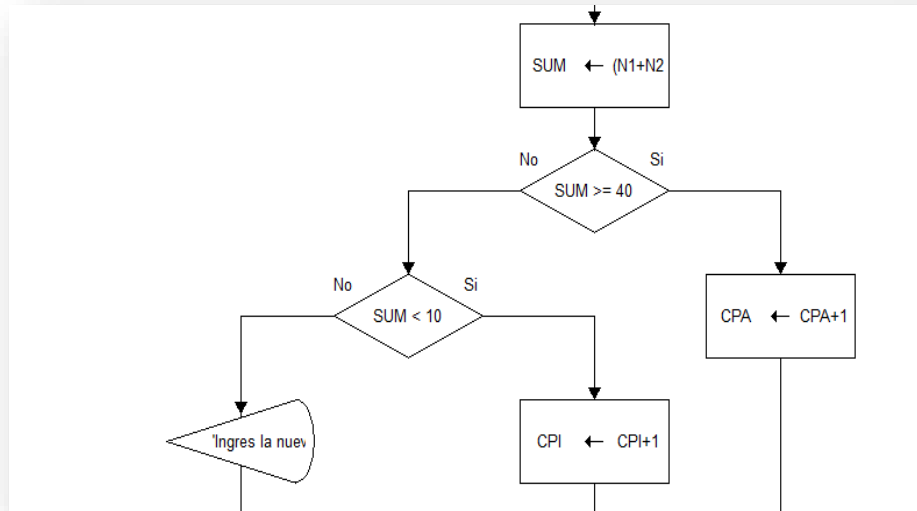 SUM ← (N1+N2
No
Si
SUM >= 40
No
Si
SUM < 10
CPA ← CPA+1
'Ingres la nuev
CPI ← CPI+1